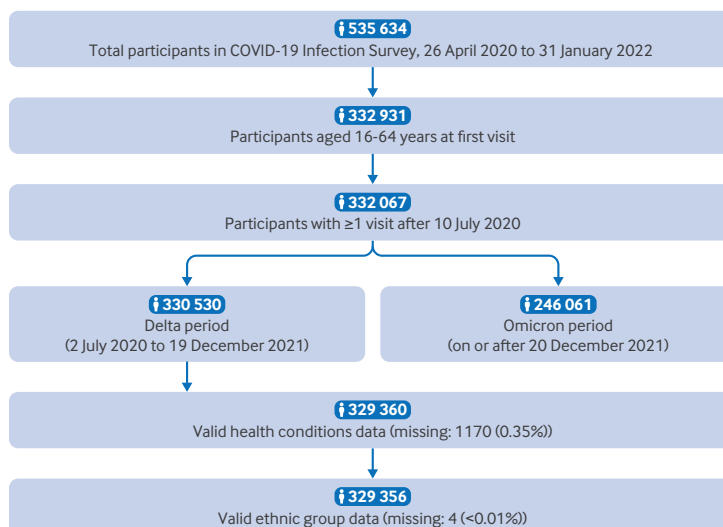 535 634
Total participants in COVID-19 Infection Survey, 26 April 2020 to 31 January 2022
332 931
Participants aged 16-64 years at first visit
332 067
Participants with ≥1 visit after 10 July 2020
330 530
Delta period
(2 July 2020 to 19 December 2021)
246 061
Omicron period
(on or after 20 December 2021)
329 360
Valid health conditions data (missing: 1170 (0.35%))
329 356
Valid ethnic group data (missing: 4 (<0.01%))